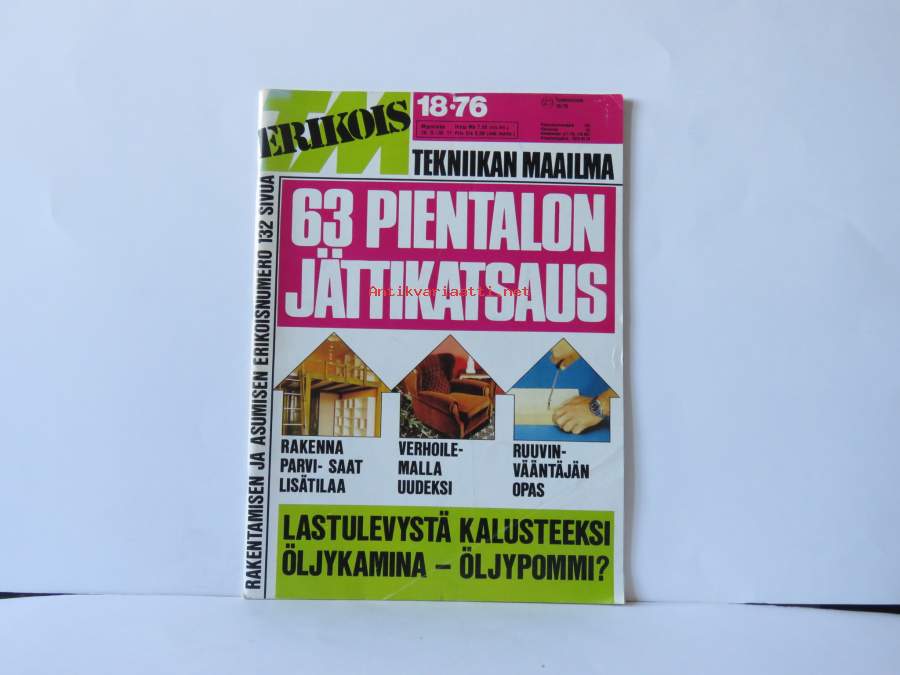 TM
ERIKOIS
18·76
TEKNIIKAN MAAILMA
RAKENTAMISEN JA ASUMISEN ERIKOISNUMERO 132 SIVUA
63 PIENTALON
JÄTTIKATSAUS
Antikvariaatti.net
RAKENNA
PARVI- SAAT
LISÄTILAA
VERHOILE-
MALLA
UUDEKSI
RUUVIN-
VÄÄNTÄJÄN
OPAS
LASTULEVYSTÄ KALUSTEEKSI
ÖLJYKAMINA – ÖLJYPOMMI?